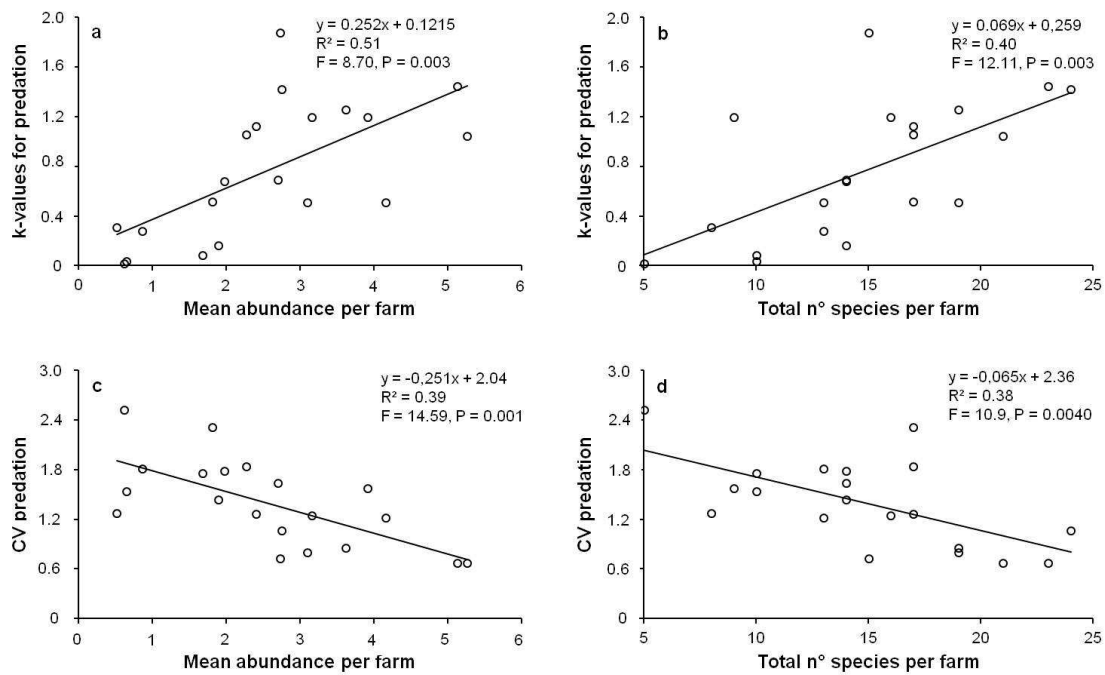 a
y = 0.252x + 0.1215
R² = 0.51
F = 8.70, P = 0.003
2.0
1.6
1.2
0.8
0.4
0
k-values for predation
0 1 2 3 4 5 6
Mean abundance per farm
b
y = 0.069x + 0,259
R² = 0.40
F = 12.11, P = 0.003
2.0
1.6
1.2
0.8
0.4
0
k-values for predation
5 10 15 20 25
Total n° species per farm
c
y = -0,251x + 2.04
R² = 0.39
F = 14.59, P = 0.001
3.0
2.4
1.8
1.2
0.6
0
CV predation
0 1 2 3 4 5 6
Mean abundance per farm
d
y = -0,065x + 2.36
R² = 0.38
F = 10.9, P = 0.0040
3.0
2.4
1.8
1.2
0.6
0
CV predation
5 10 15 20 25
Total n° species per farm